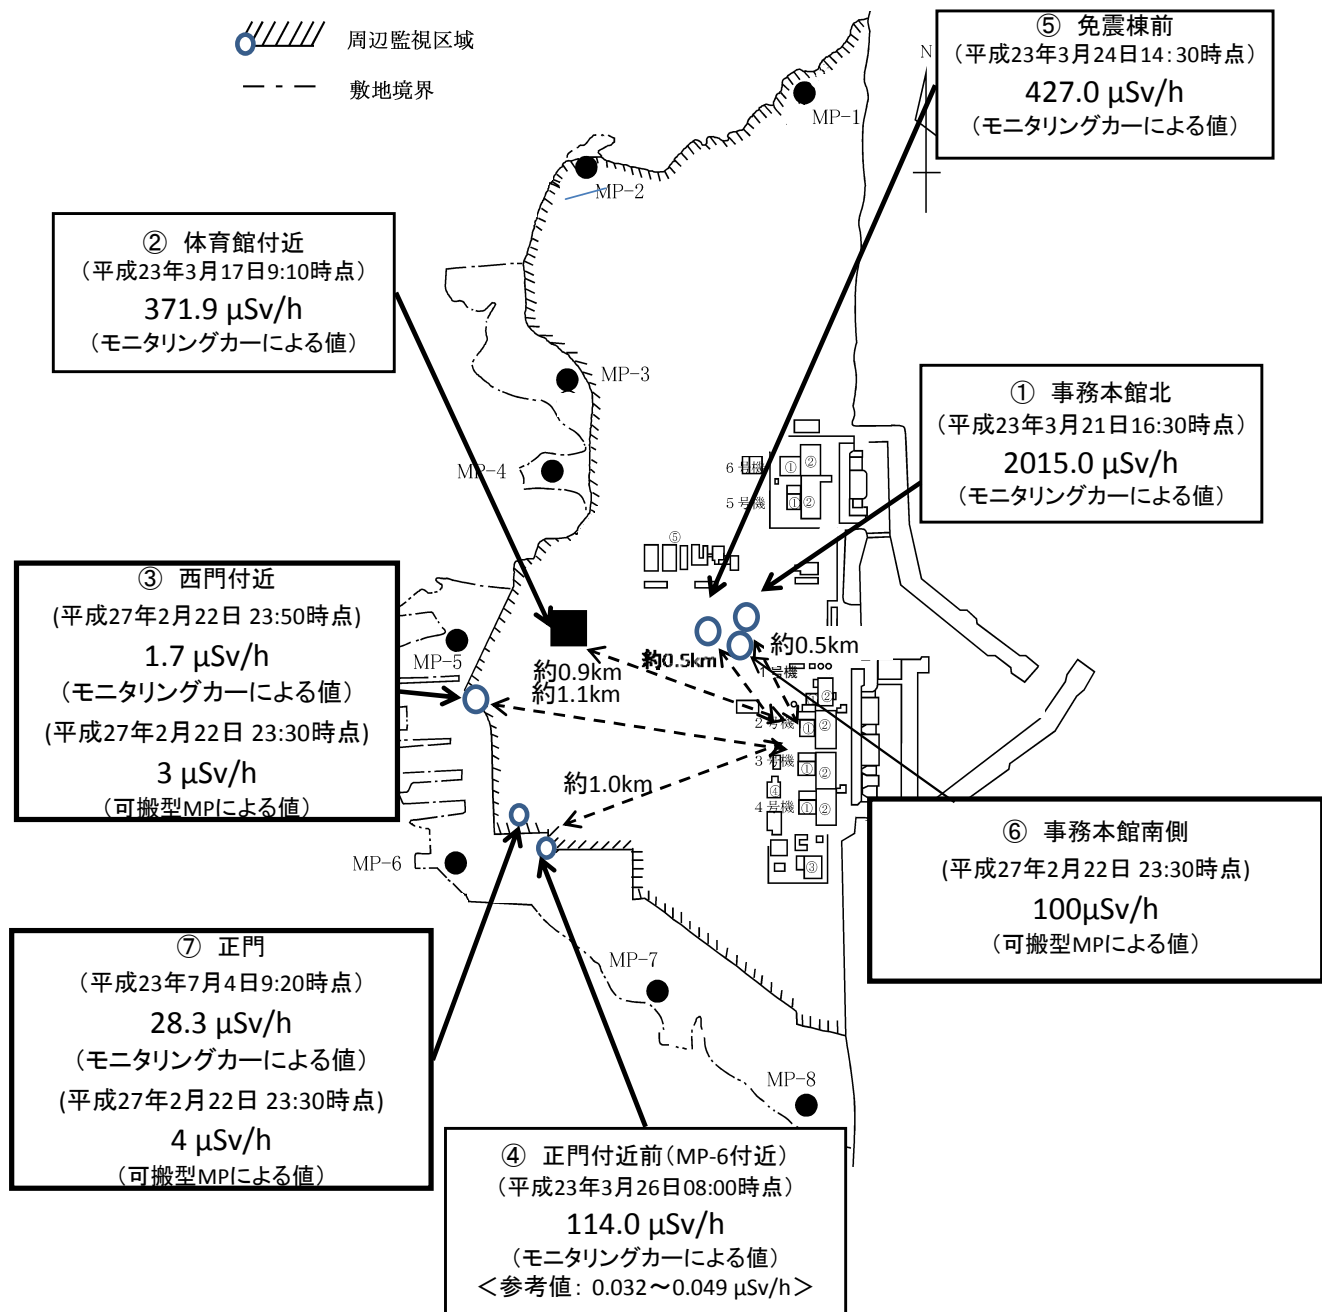 周辺監視区域
敷地境界
⑤ 免震棟前
(平成23年3月24日14:30時点)
427.0 μSv/h
(モニタリングカーによる値)
N
MP-1
MP-2
② 体育館付近
(平成23年3月17日9:10時点)
371.9 μSv/h
(モニタリングカーによる値)
MP-3
① 事務本館北
(平成23年3月21日16:30時点)
2015.0 μSv/h
(モニタリングカーによる値)
MP-4
6号機
① ②
5号機
① ②
⑤
③ 西門付近
(平成27年2月22日 23:50時点)
1.7 μSv/h
(モニタリングカーによる値)
(平成27年2月22日 23:30時点)
3 μSv/h
(可搬型MPによる値)
MP-5
約0.9km
約1.1km
約0.5km
約0.5km
1号機
②
2号機
① ②
3号機
① ②
④
4号機
① ②
③
約1.0km
MP-6
⑥ 事務本館南側
(平成27年2月22日 23:30時点)
100μSv/h
(可搬型MPによる値)
⑦ 正門
(平成23年7月4日9:20時点)
28.3 μSv/h
(モニタリングカーによる値)
(平成27年2月22日 23:30時点)
4 μSv/h
(可搬型MPによる値)
MP-7
MP-8
④ 正門付近前(MP-6付近)
(平成23年3月26日08:00時点)
114.0 μSv/h
(モニタリングカーによる値)
<参考値: 0.032～0.049 μSv/h>